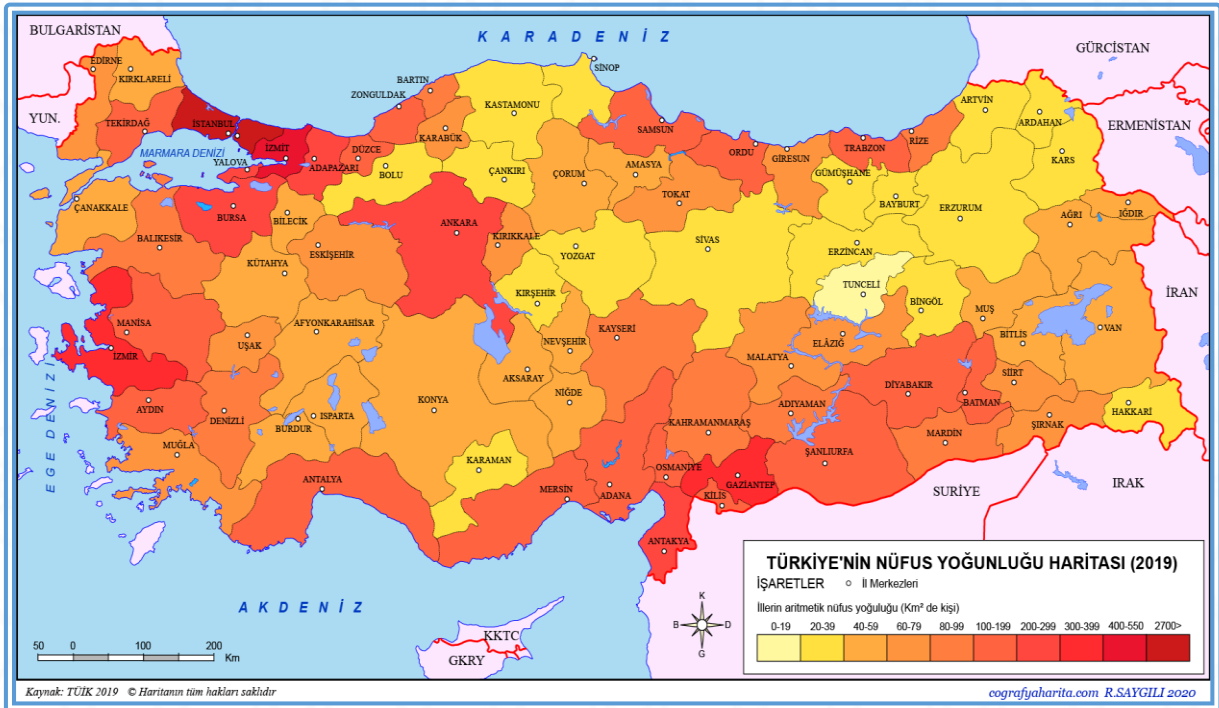 BULGARİSTAN
K A R A D E N İ Z
GÜRCİSTAN
EDİRNE
KIRKLARELİ
SİNOP
BARTIN
ZONGULDAK
KASTAMONU
ARTVİN
ARDAHAN
YUN.
TEKİRDAĞ
İSTANBUL
KARABÜK
SAMSUN
ERMENİSTAN
MARMARA DENİZİ
İZMİT
DÜZCE
ORDU
GİRESUN
TRABZON
RİZE
KARS
YALOVA
ADAPAZARI
BOLU
ÇANKIRI
ÇORUM
AMASYA
GÜMÜŞHANE
ÇANAKKALE
BURSA
BİLECİK
ANKARA
TOKAT
BAYBURT
ERZURUM
AĞRI
IĞDIR
BALIKESİR
ESKİŞEHİR
KIRIKKALE
SİVAS
YOZGAT
ERZİNCAN
KÜTAHYA
TUNCELİ
İRAN
KIRŞEHİR
BİNGÖL
MANİSA
AFYONKARAHİSAR
KAYSERİ
MUŞ
UŞAK
NEVŞEHİR
ELÂZIĞ
BİTLİS
VAN
İZMİR
MALATYA
AKSARAY
SİİRT
DİYABAKIR
AYDIN
DENİZLİ
BURDUR
ISPARTA
KONYA
NİĞDE
ADIYAMAN
BATMAN
HAKKARİ
KAHRAMANMARAŞ
ŞIRNAK
MUĞLA
MARDİN
EGE DENİZİ
KARAMAN
ŞANLIURFA
ANTALYA
OSMANİYE
MERSİN
ADANA
GAZİANTEP
KİLİS
SURİYE
IRAK
ANTAKYA
A K D E N İ Z
TÜRKİYE'NİN NÜFUS YOĞUNLUĞU HARİTASI (2019)
İŞARETLER
İl Merkezleri
İllerin aritmetik nüfus yoğuluğu (Km² de kişi)
0-19 20-39 40-59 60-79 80-99 100-199 200-299 300-399 400-550 2700>
K
B D
G
KKTC
GKRY
50 0 100 200
Km
Kaynak: TÜİK 2019 © Haritanın tüm hakları saklıdır
cografyaharita.com R.SAYGILI 2020